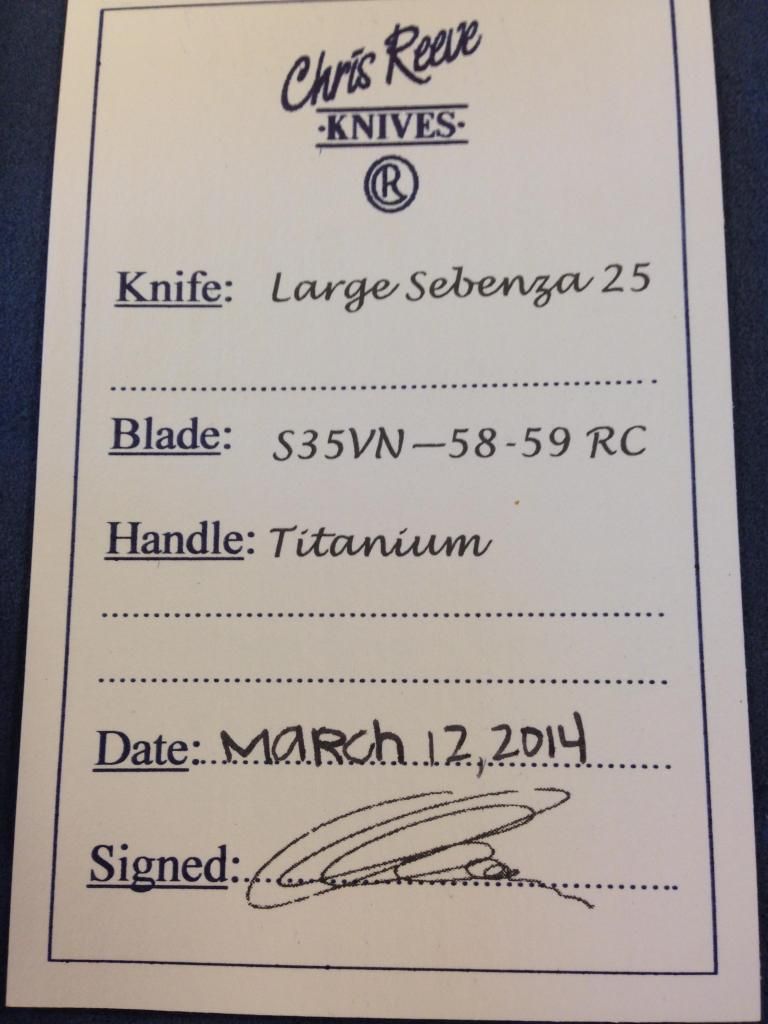 Chris Reeve
·KNIVES·
®
Knife: Large Sebenza 25
Blade: S35VN—58-59 RC
Handle: Titanium
Date: MARCh 12, 2014
Signed: